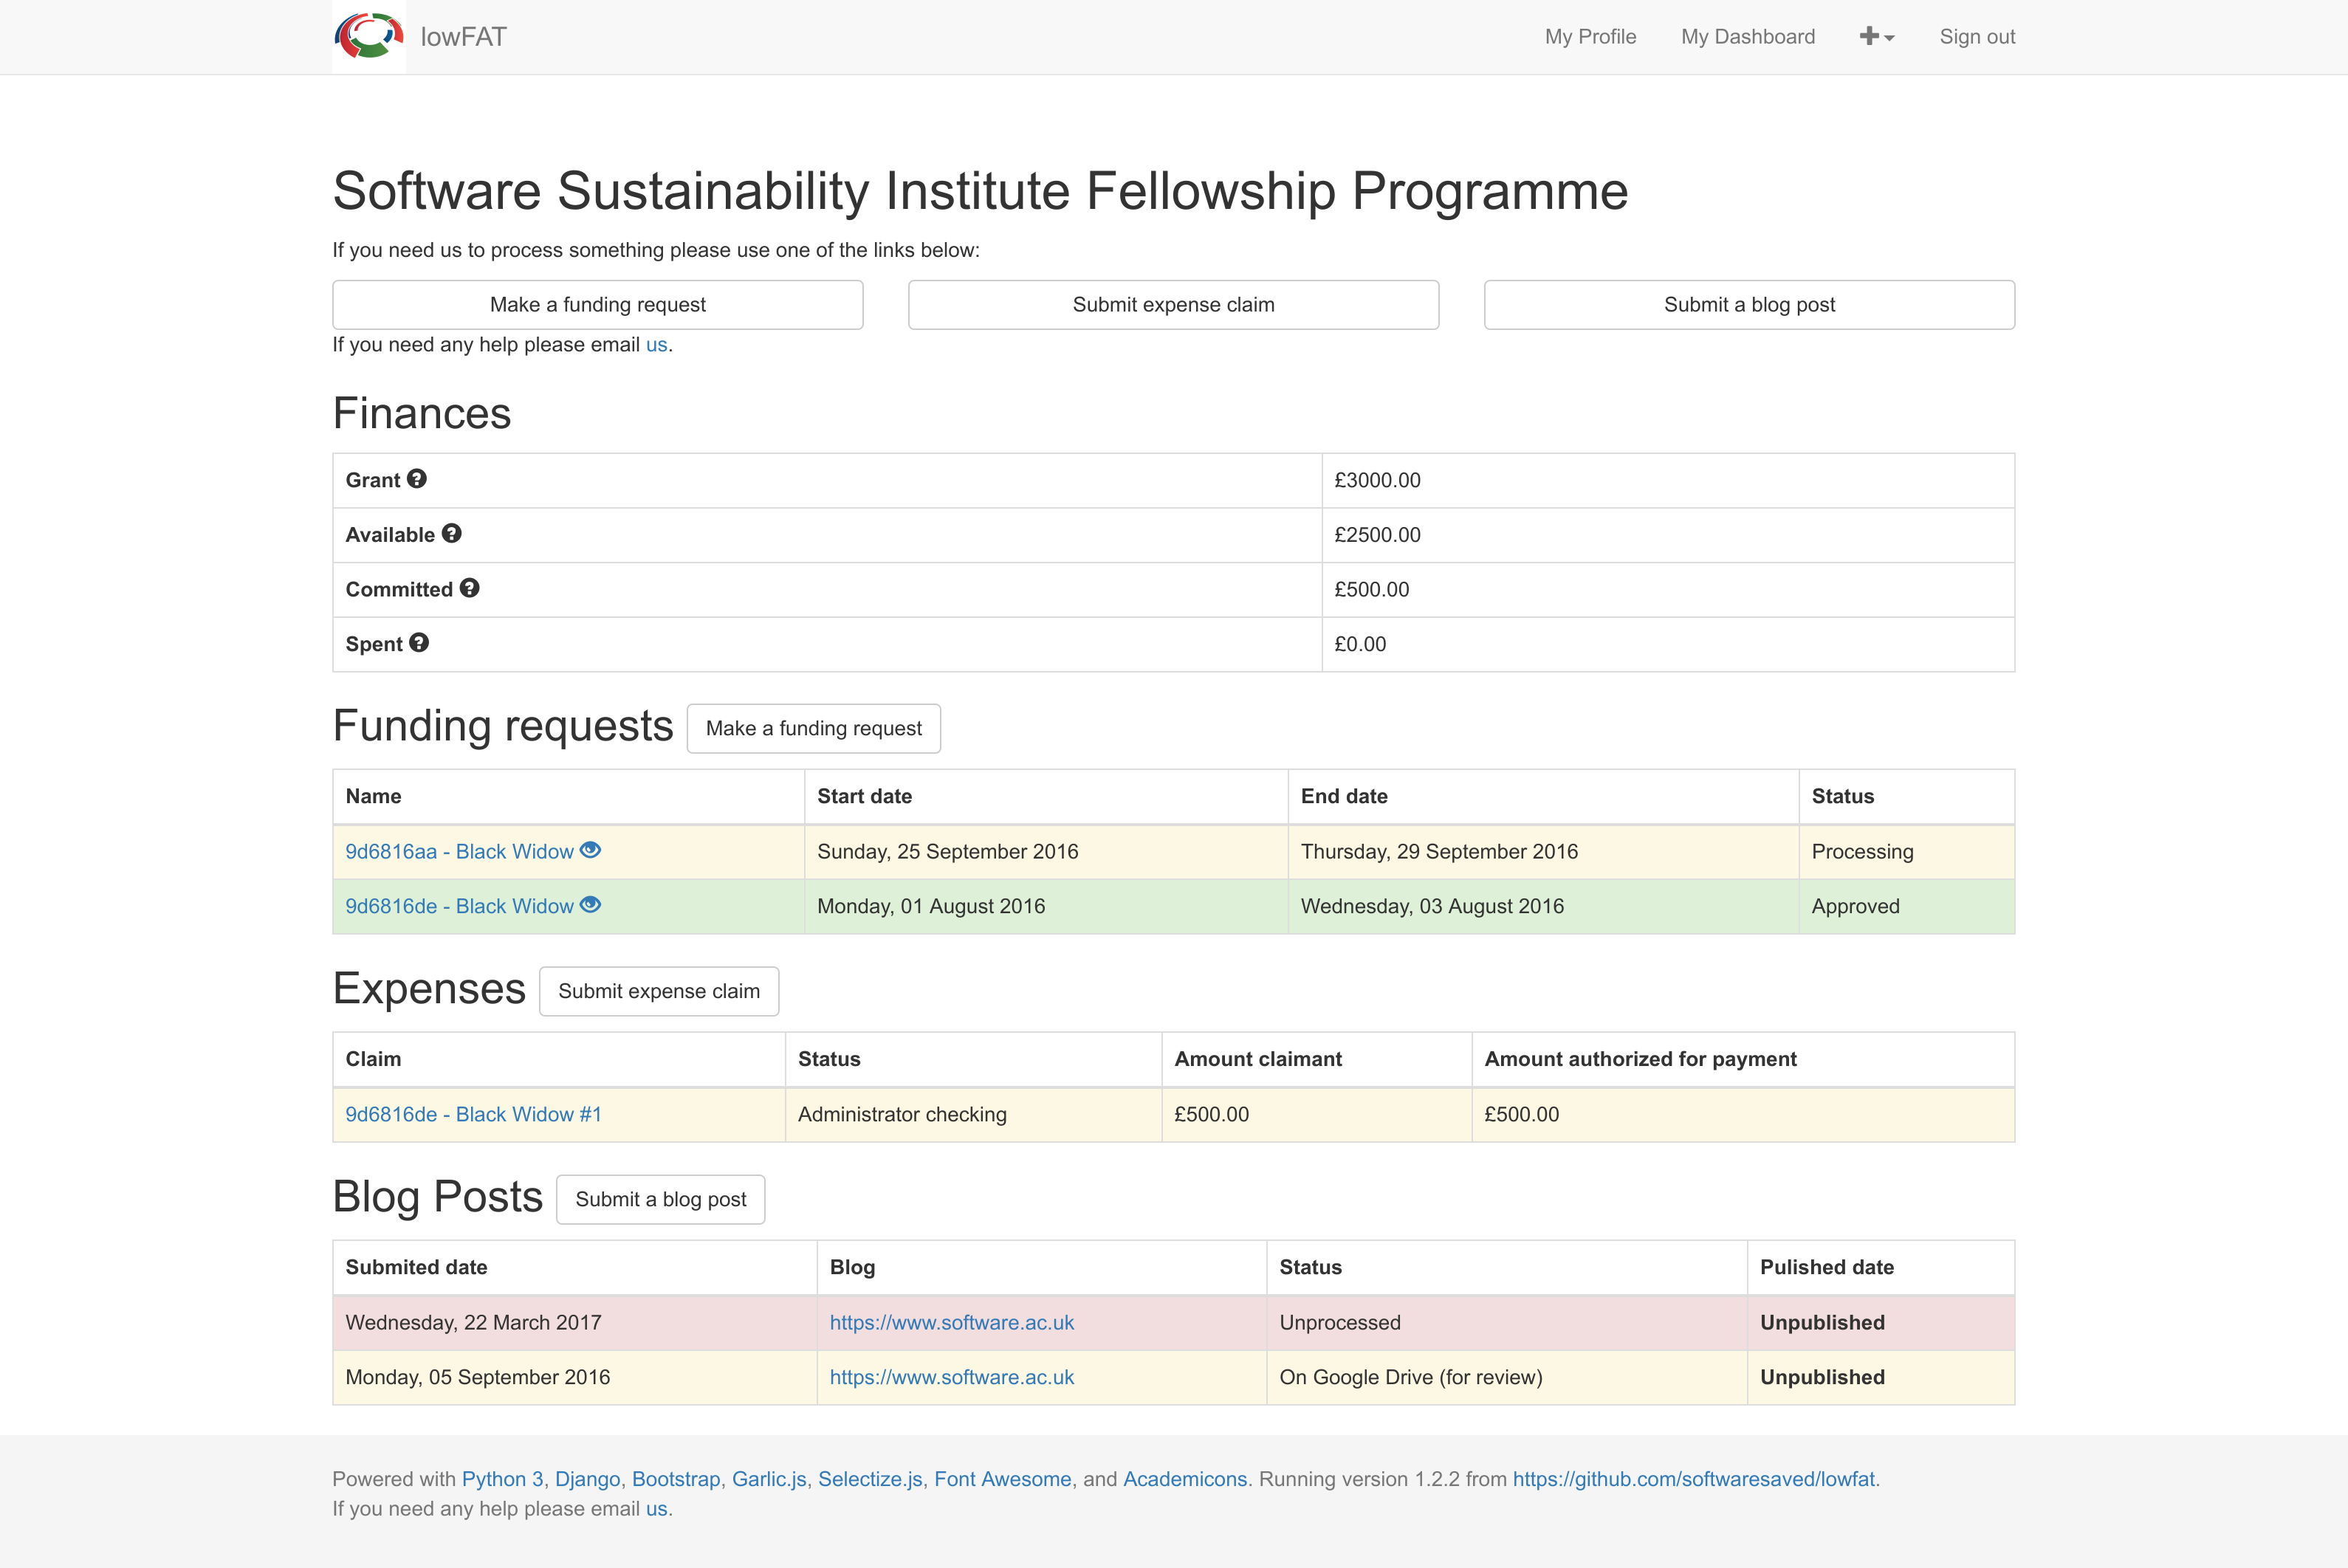 lowFAT My Profile My Dashboard Sign out
Software Sustainability Institute Fellowship Programme
If you need us to process something please use one of the links below:
Make a funding request Submit expense claim Submit a blog post
If you need any help please email us.
Finances
Grant £3000.00
Available £2500.00
Committed £500.00
Spent £0.00
Funding requests Make a funding request
Name Start date End date Status
9d6816aa - Black Widow Sunday, 25 September 2016 Thursday, 29 September 2016 Processing
9d6816de - Black Widow Monday, 01 August 2016 Wednesday, 03 August 2016 Approved
Expenses Submit expense claim
Claim Status Amount claimant Amount authorized for payment
9d6816de - Black Widow #1 Administrator checking £500.00 £500.00
Blog Posts Submit a blog post
Submited date Blog Status Pulished date
Wednesday, 22 March 2017 https://www.software.ac.uk Unprocessed Unpublished
Monday, 05 September 2016 https://www.software.ac.uk On Google Drive (for review) Unpublished
Powered with Python 3, Django, Bootstrap, Garlic.js, Selectize.js, Font Awesome, and Academicons. Running version 1.2.2 from https://github.com/softwaresaved/lowfat.
If you need any help please email us.